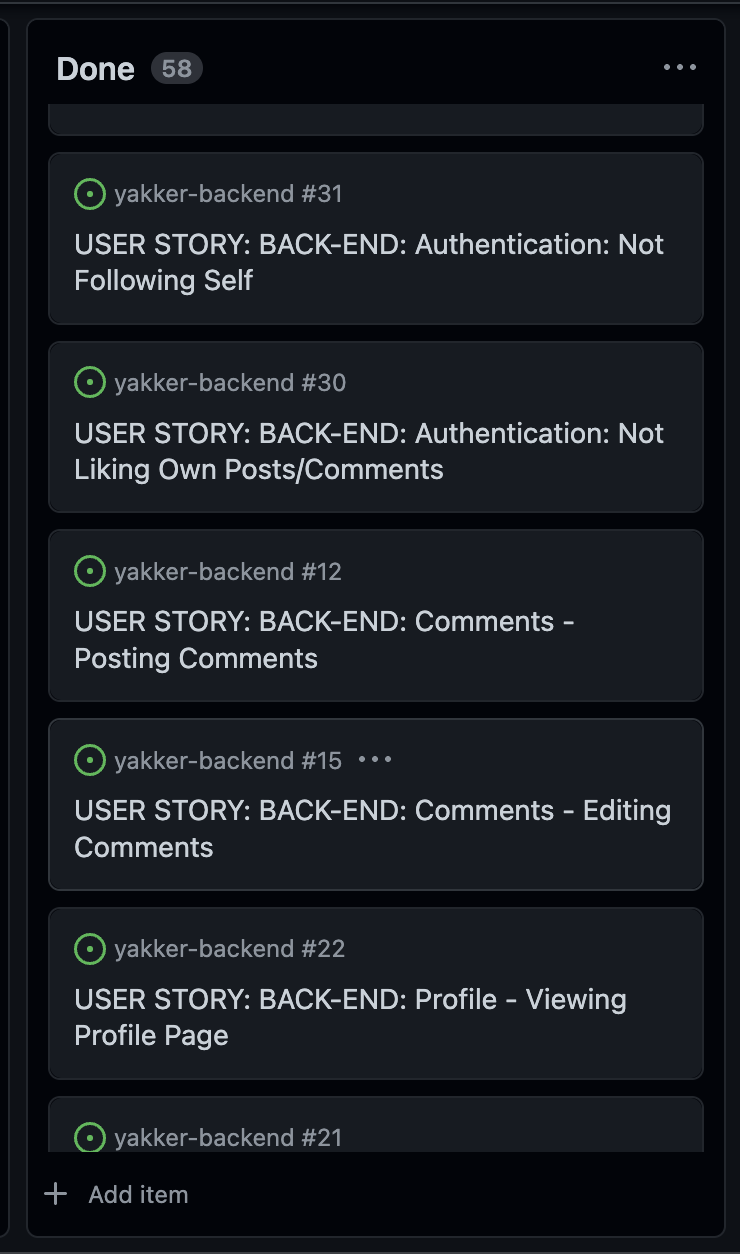 Done 58
yakker-backend #31
USER STORY: BACK-END: Authentication: Not
Following Self
yakker-backend #30
USER STORY: BACK-END: Authentication: Not
Liking Own Posts/Comments
yakker-backend #12
USER STORY: BACK-END: Comments -
Posting Comments
yakker-backend #15
USER STORY: BACK-END: Comments - Editing
Comments
yakker-backend #22
USER STORY: BACK-END: Profile - Viewing
Profile Page
yakker-backend #21
Add item